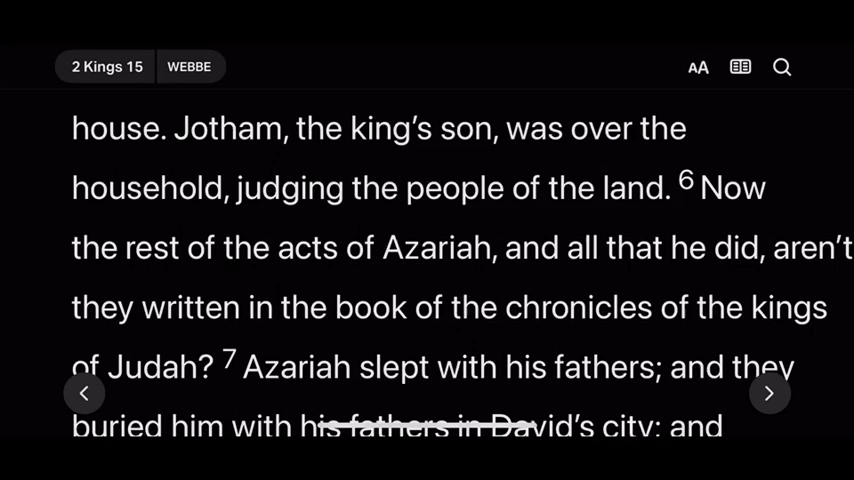 2 Kings 15 WEBBE AA
house. Jotham, the king’s son, was over the
household, judging the people of the land. 6 Now
the rest of the acts of Azariah, and all that he did, aren’t
they written in the book of the chronicles of the kings
of Judah? 7 Azariah slept with his fathers; and they
buried him with his fathers in David’s city; and